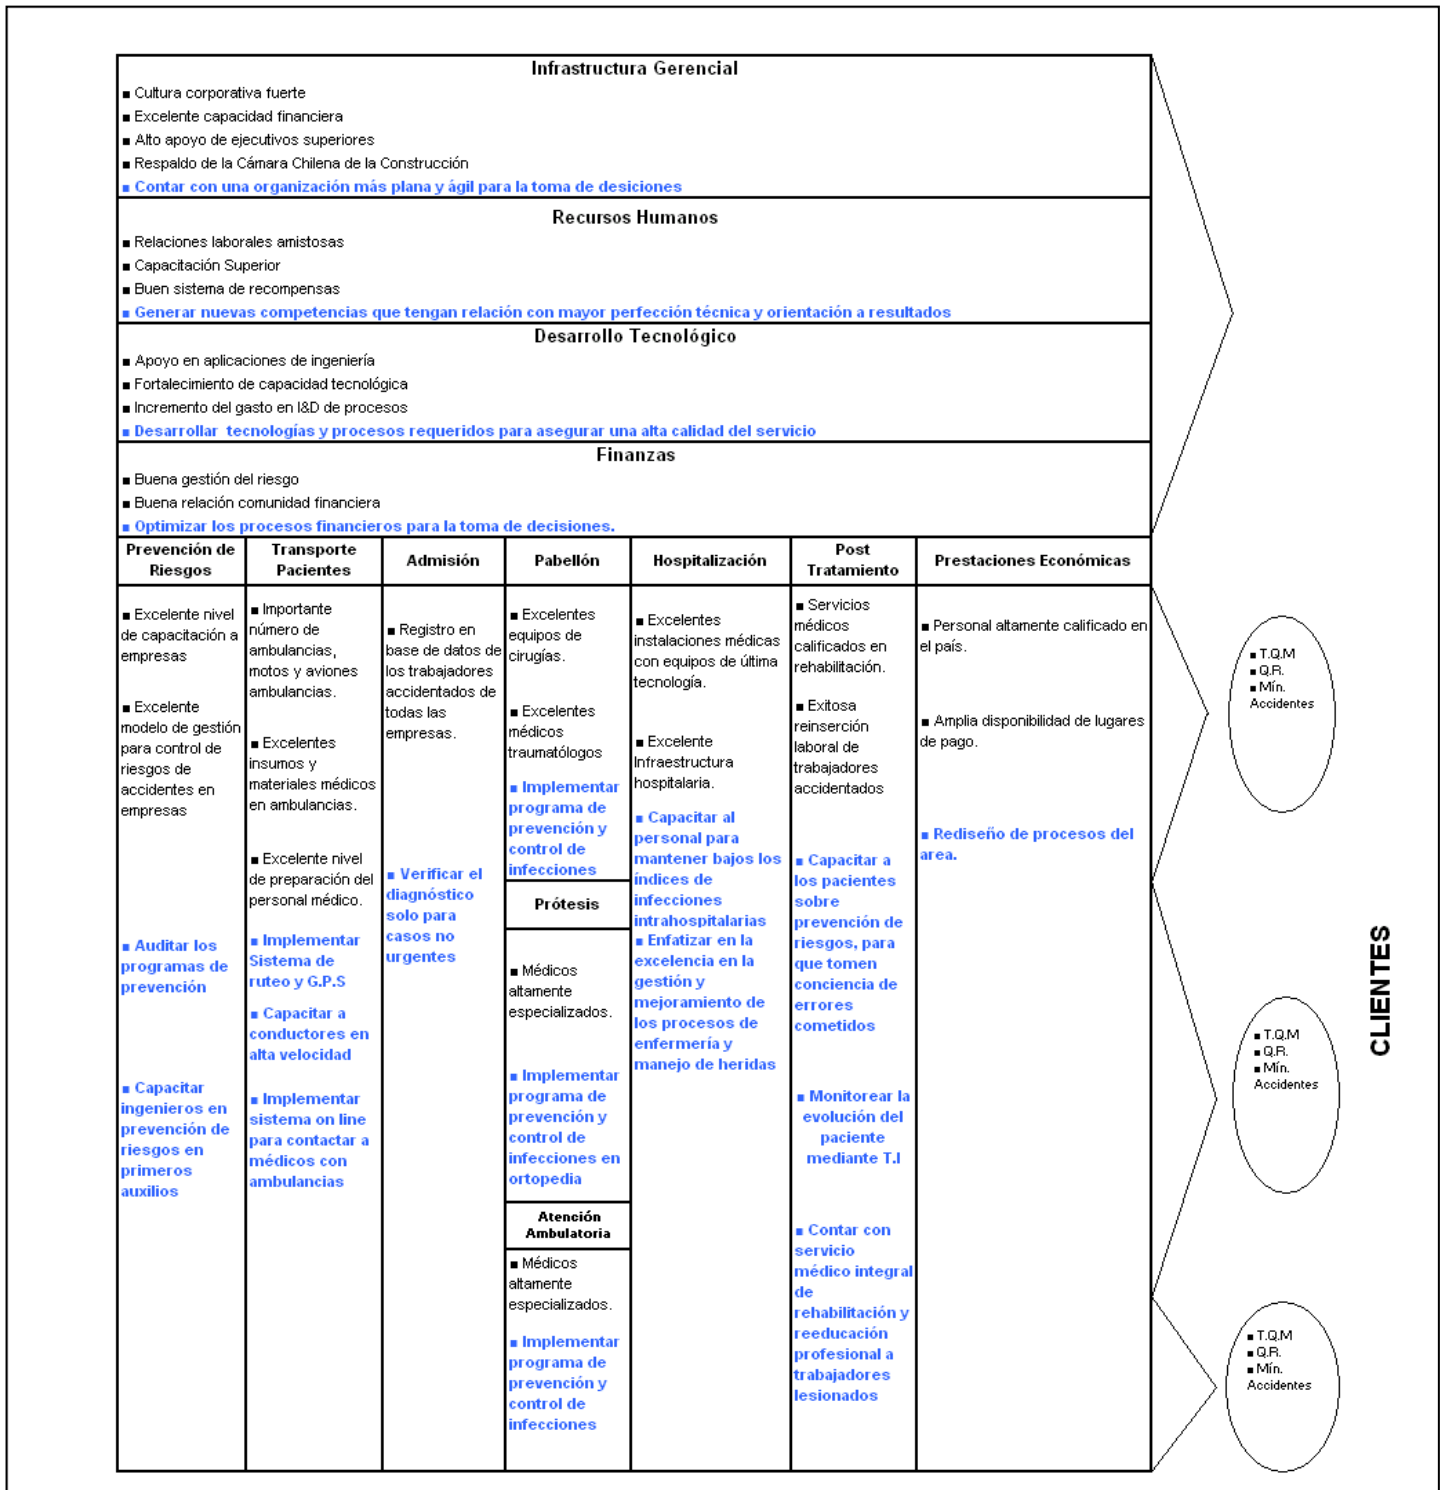 Infrastructura Gerencial
■ Cultura corporativa fuerte
■ Excelente capacidad financiera
■ Alto apoyo de ejecutivos superiores
■ Respaldo de la Cámara Chilena de la Construcción
■ Contar con una organización más plana y ágil para la toma de desiciones
Recursos Humanos
■ Relaciones laborales amistosas
■ Capacitación Superior
■ Buen sistema de recompensas
■ Generar nuevas competencias que tengan relación con mayor perfección técnica y orientación a resultados
Desarrollo Tecnológico
■ Apoyo en aplicaciones de ingeniería
■ Fortalecimiento de capacidad tecnológica
■ Incremento del gasto en I&D de procesos
■ Desarrollar tecnologías y procesos requeridos para asegurar una alta calidad del servicio
Finanzas
■ Buena gestión del riesgo
■ Buena relación comunidad financiera
■ Optimizar los procesos financieros para la toma de decisiones.
Prevención de
Riesgos
■ Excelente nivel
de capacitación a
empresas
■ Excelente
modelo de gestión
para control de
riesgos de
accidentes en
empresas
■ Auditar los
programas de
prevención
■ Capacitar
ingenieros en
prevención de
riesgos en
primeros
auxilios
Transporte
Pacientes
■ Importante
número de
ambulancias,
motos y aviones
ambulancias.
■ Excelentes
insumos y
materiales médicos
en ambulancias.
■ Excelente nivel
de preparación del
personal médico.
■ Implementar
Sistema de
ruteo y G.P.S
■ Capacitar a
conductores en
alta velocidad
■ Implementar
sistema on line
para contactar a
médicos con
ambulancias
Admisión
■ Registro en
base de datos de
los trabajadores
accidentados de
todas las
empresas.
■ Verificar el
diagnóstico
solo para
casos no
urgentes
Pabellón
■ Excelentes
equipos de
cirugías.
■ Excelentes
médicos
traumatólogos
■ Implementar
programa de
prevención y
control de
infecciones
Prótesis
■ Médicos
altamente
especializados.
■ Implementar
programa de
prevención y
control de
infecciones en
ortopedia
Atención
Ambulatoria
■ Médicos
altamente
especializados.
■ Implementar
programa de
prevención y
control de
infecciones
Hospitalización
■ Excelentes
instalaciones médicas
con equipos de última
tecnología.
■ Excelente
Infraestructura
hospitalaria.
■ Capacitar al
personal para
mantener bajos los
índices de
infecciones
intrahospitalarias
■ Enfatizar en la
excelencia en la
gestión y
mejoramiento de
los procesos de
enfermería y
manejo de heridas
Post
Tratamiento
■ Servicios
médicos
calificados en
rehabilitación.
■ Exitosa
reinserción
laboral de
trabajadores
accidentados
■ Capacitar a
los pacientes
sobre
prevención de
riesgos, para
que tomen
conciencia de
errores
cometidos
■ Monitorear la
evolución del
paciente
mediante T.I
■ Contar con
servicio
médico integral
de
rehabilitación y
reeducación
profesional a
trabajadores
lesionados
Prestaciones Económicas
■ Personal altamente calificado en
el país.
■ Amplia disponibilidad de lugares
de pago.
■ Rediseño de procesos del
area.
■ T.Q.M
■ Q.R.
■ Mín.
Accidentes
■ T.Q.M
■ Q.R.
■ Mín.
Accidentes
■ T.Q.M
■ Q.R.
■ Mín.
Accidentes
CLIENTES